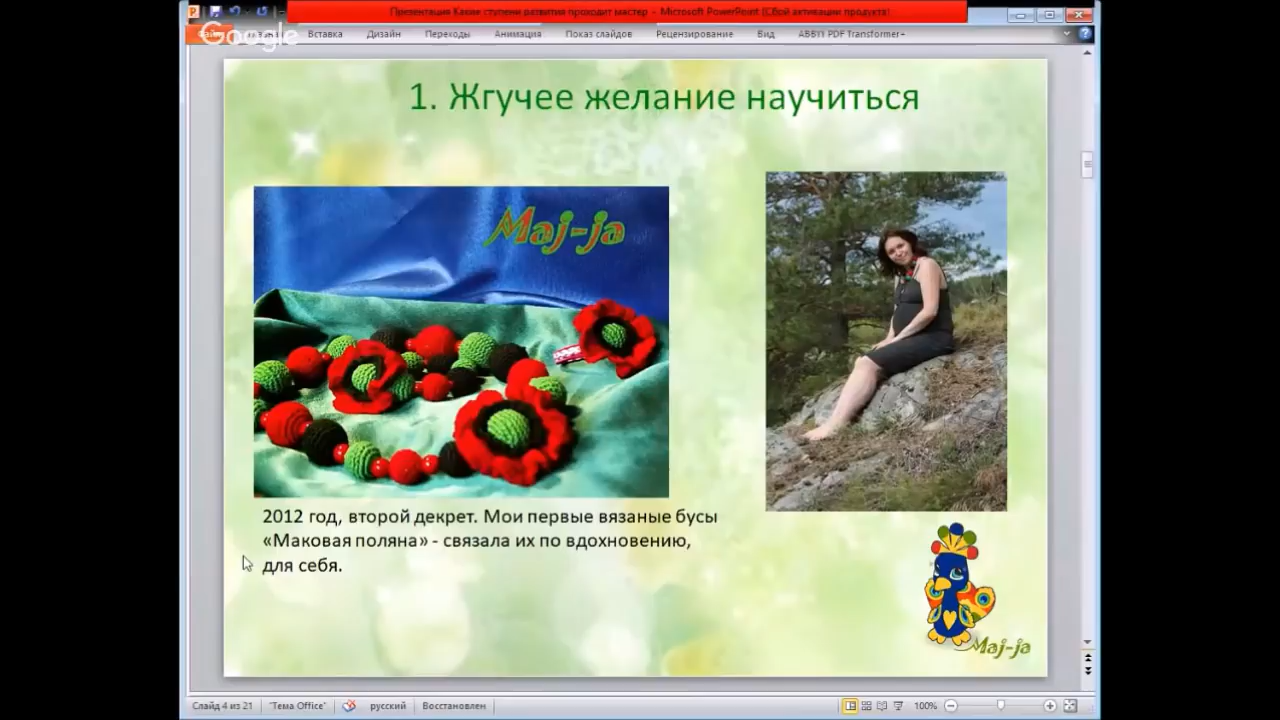 Презентация Какие ступени развития проходит мастер - Microsoft PowerPoint (Сбой активации продукта)
Google
Файл
Вставка Дизайн Переходы Анимация Показ слайдов Рецензирование Вид ABBYY PDF Transformer+
1. Жгучее желание научиться
Maj-ja
2012 год, второй декрет. Мои первые вязаные бусы
«Маковая поляна» - связала их по вдохновению,
для себя.
Maj-ja
Слайд 4 из 21 "Тема Office" русский Восстановлен 100%